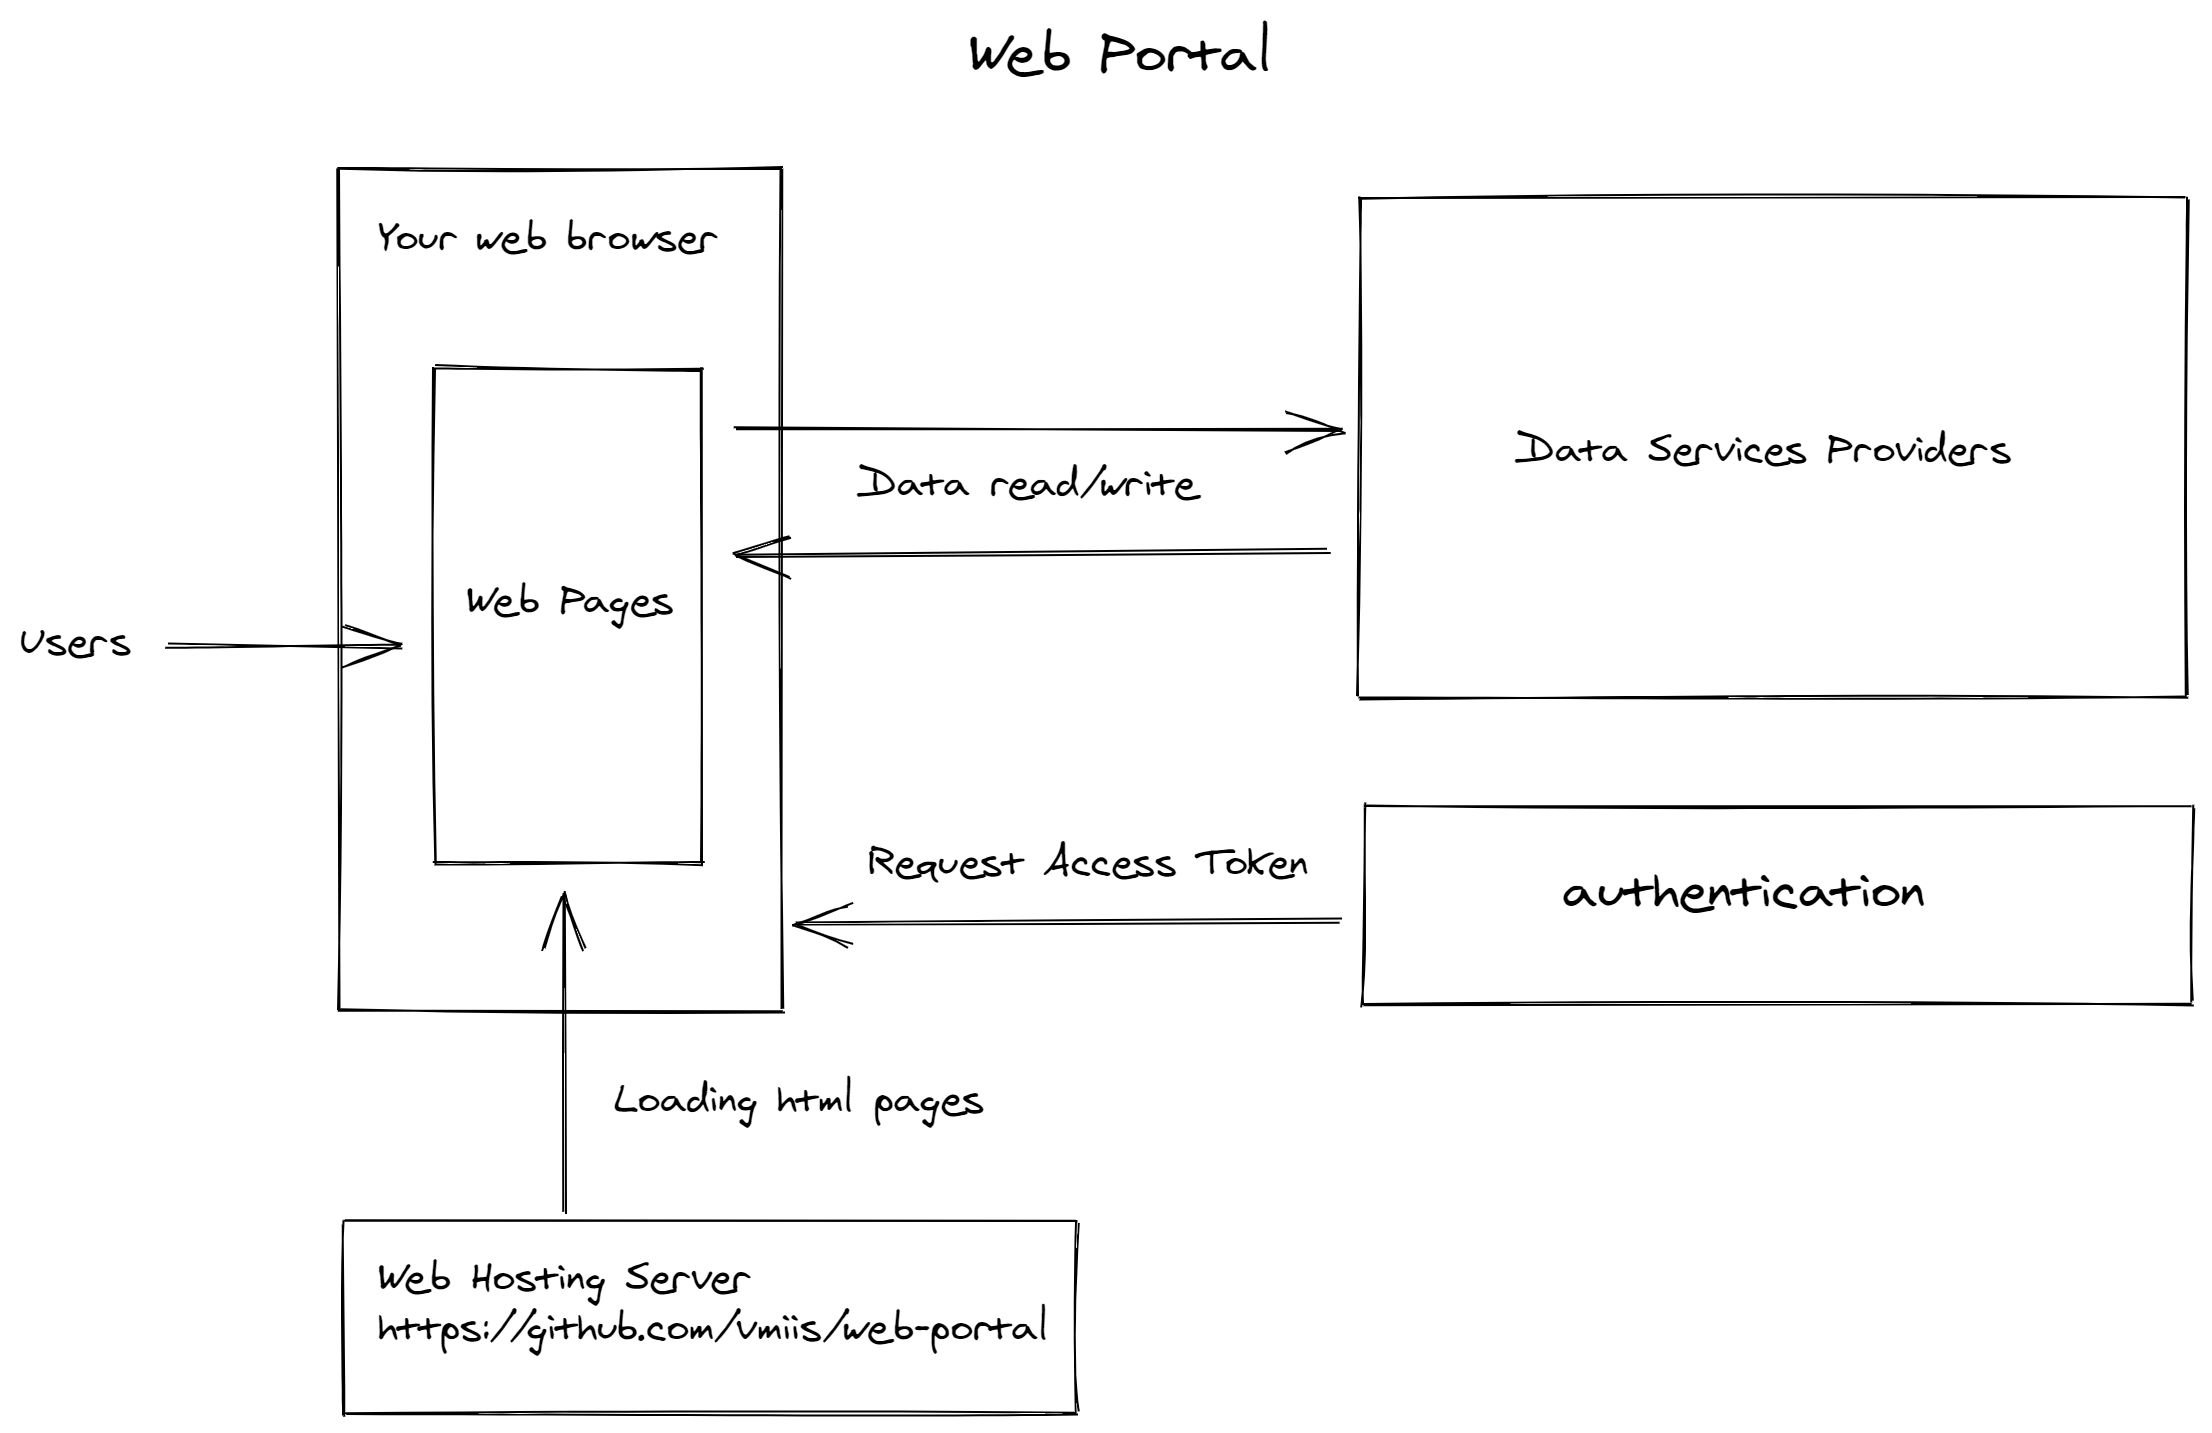 Web Portal
Your web browser
Data Services Providers
Data read/write
Web Pages
Users
Request Access Token
authentication
Loading html pages
Web Hosting Server
https://github.com/vmiis/web-portal